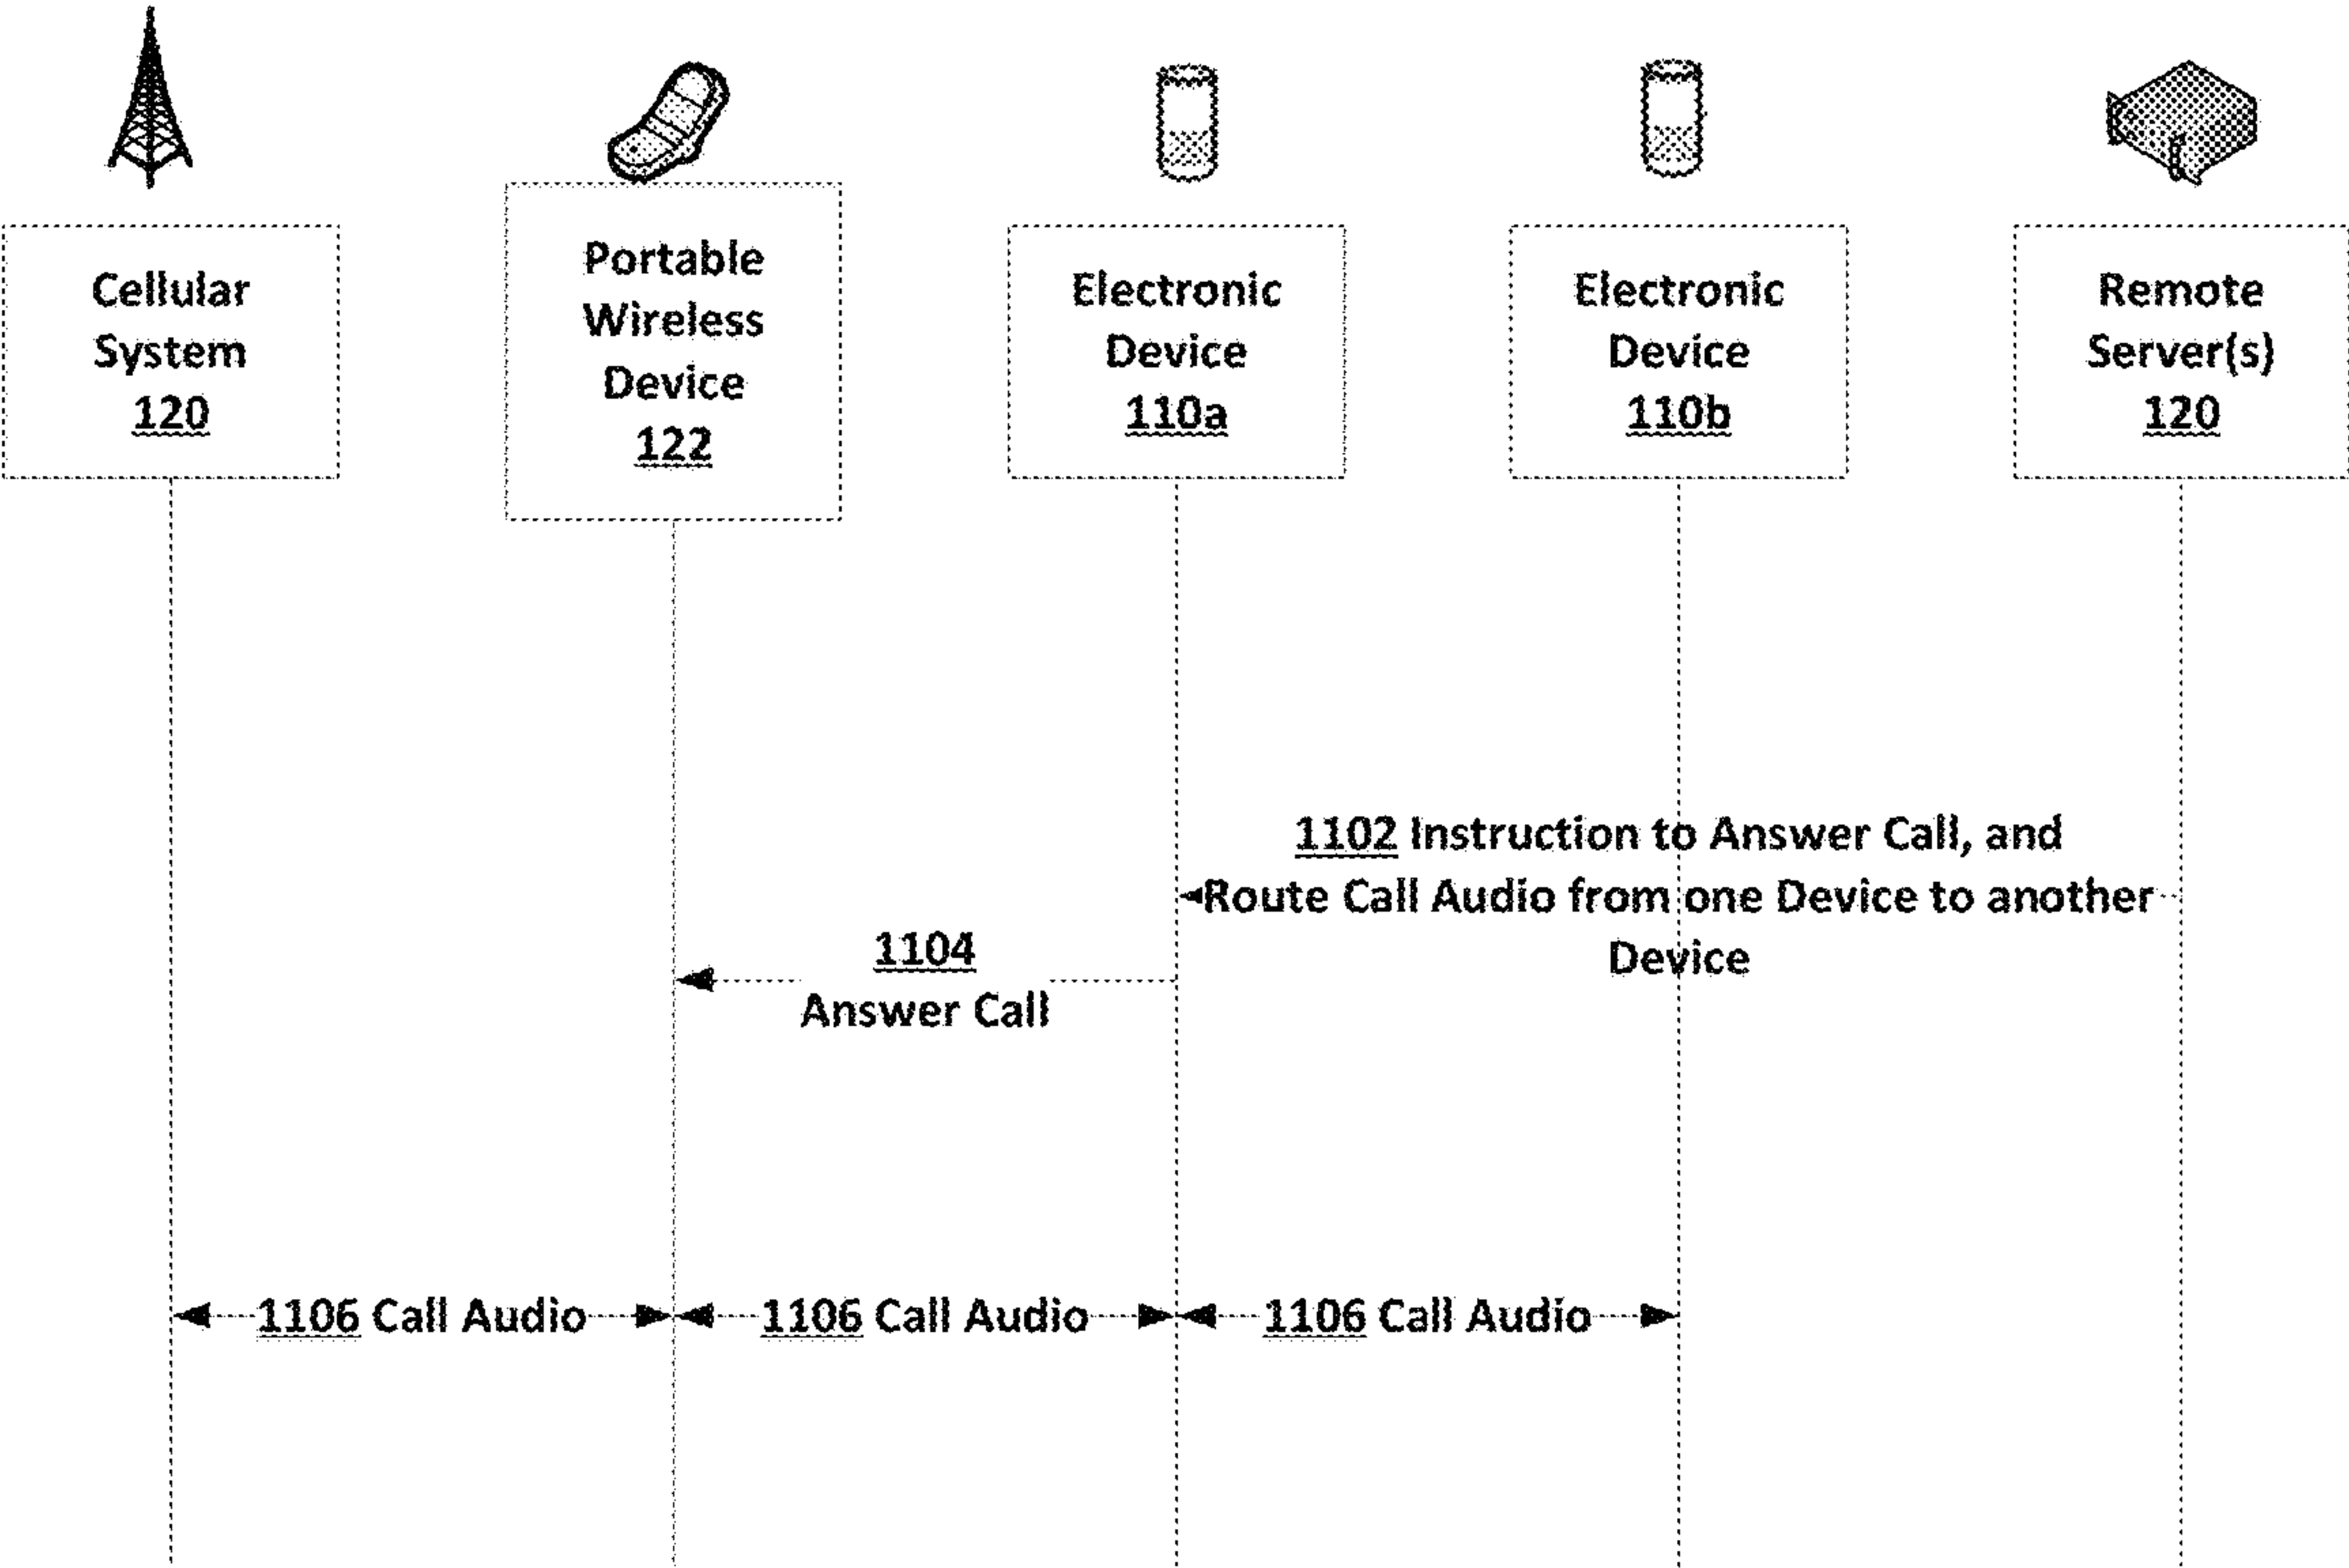 Cellular
System
120
Portable
Wireless
Device
122
Electronic
Device
110a
Electronic
Device
110b
Remote
Server(s)
120
1102 Instruction to Answer Call, and
Route Call Audio from one Device to another
Device
1104
Answer Call
1106 Call Audio
1106 Call Audio
1106 Call Audio